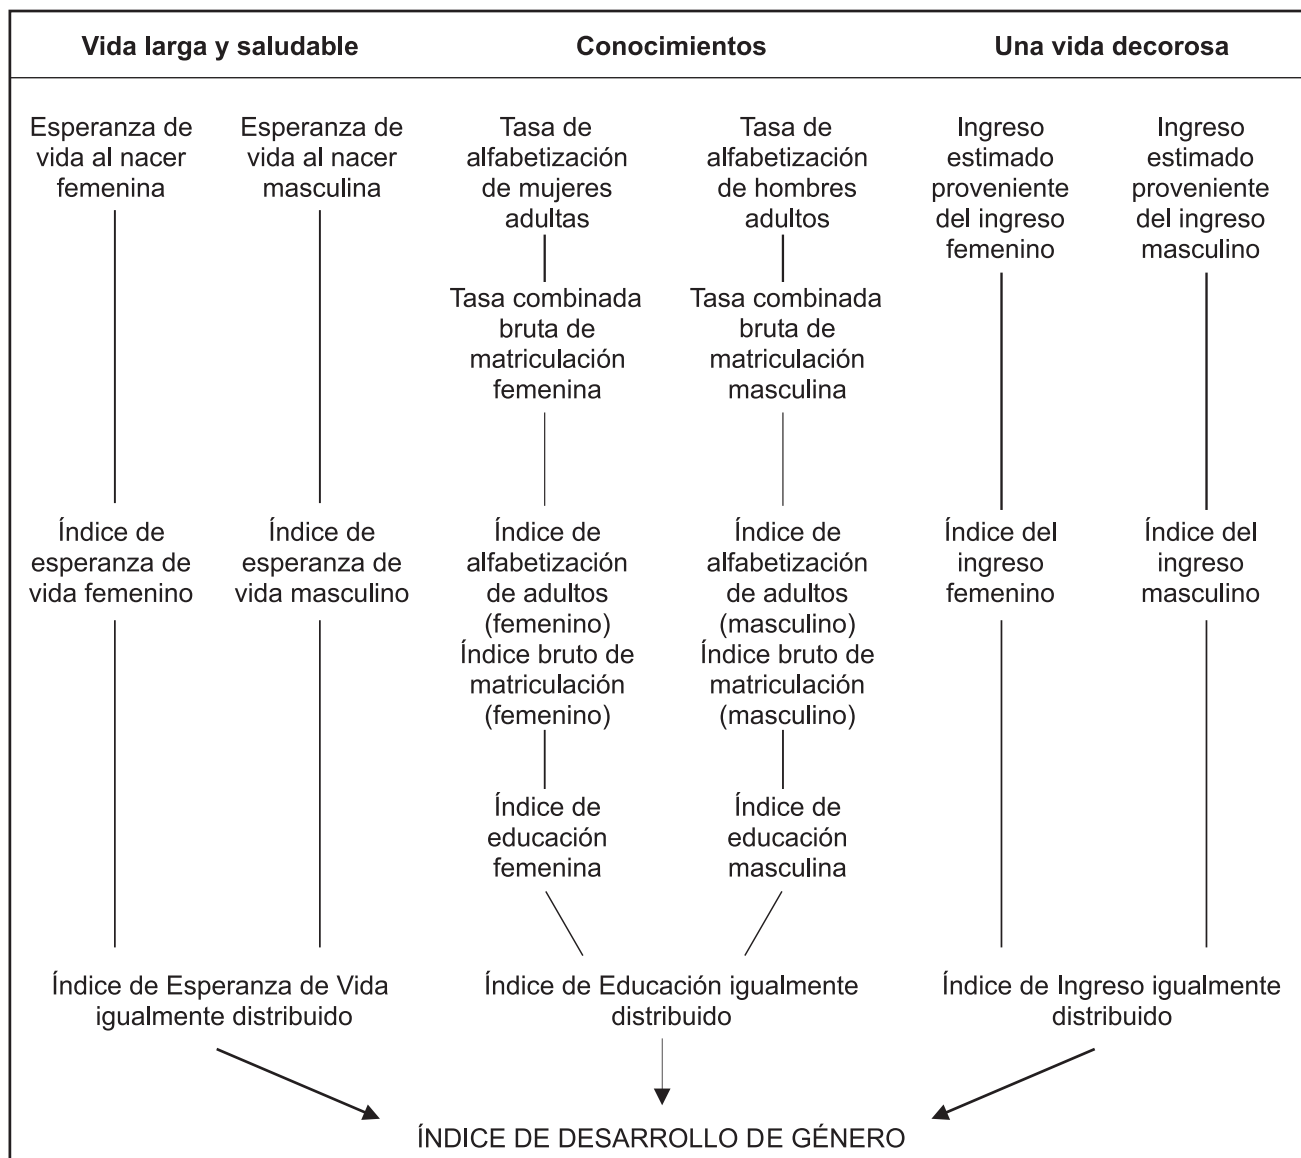 Vida larga y saludable
Conocimientos
Una vida decorosa
Esperanza de
vida al nacer
femenina
Esperanza de
vida al nacer
masculina
Tasa de
alfabetización
de mujeres
adultas
Tasa de
alfabetización
de hombres
adultos
Ingreso
estimado
proveniente
del ingreso
femenino
Ingreso
estimado
proveniente
del ingreso
masculino
Tasa combinada
bruta de
matriculación
femenina
Tasa combinada
bruta de
matriculación
masculina
Índice de
esperanza de
vida femenino
Índice de
esperanza de
vida masculino
Índice de
alfabetización
de adultos
(femenino)
Índice bruto de
matriculación
(femenino)
Índice de
alfabetización
de adultos
(masculino)
Índice bruto de
matriculación
(masculino)
Índice del
ingreso
femenino
Índice del
ingreso
masculino
Índice de
educación
femenina
Índice de
educación
masculina
Índice de Esperanza de Vida
igualmente distribuido
Índice de Educación igualmente
distribuido
Índice de Ingreso igualmente
distribuido
ÍNDICE DE DESARROLLO DE GÉNERO